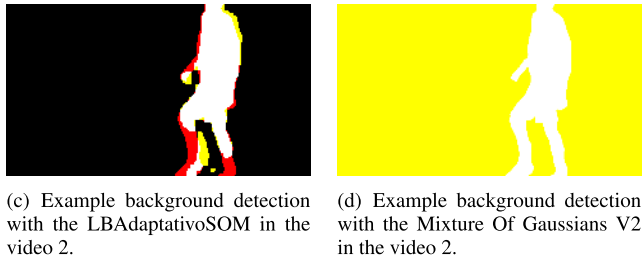 (c) Example background detection
with the LBAdaptativoSOM in the
video 2.
(d) Example background detection
with the Mixture Of Gaussians V2
in the video 2.